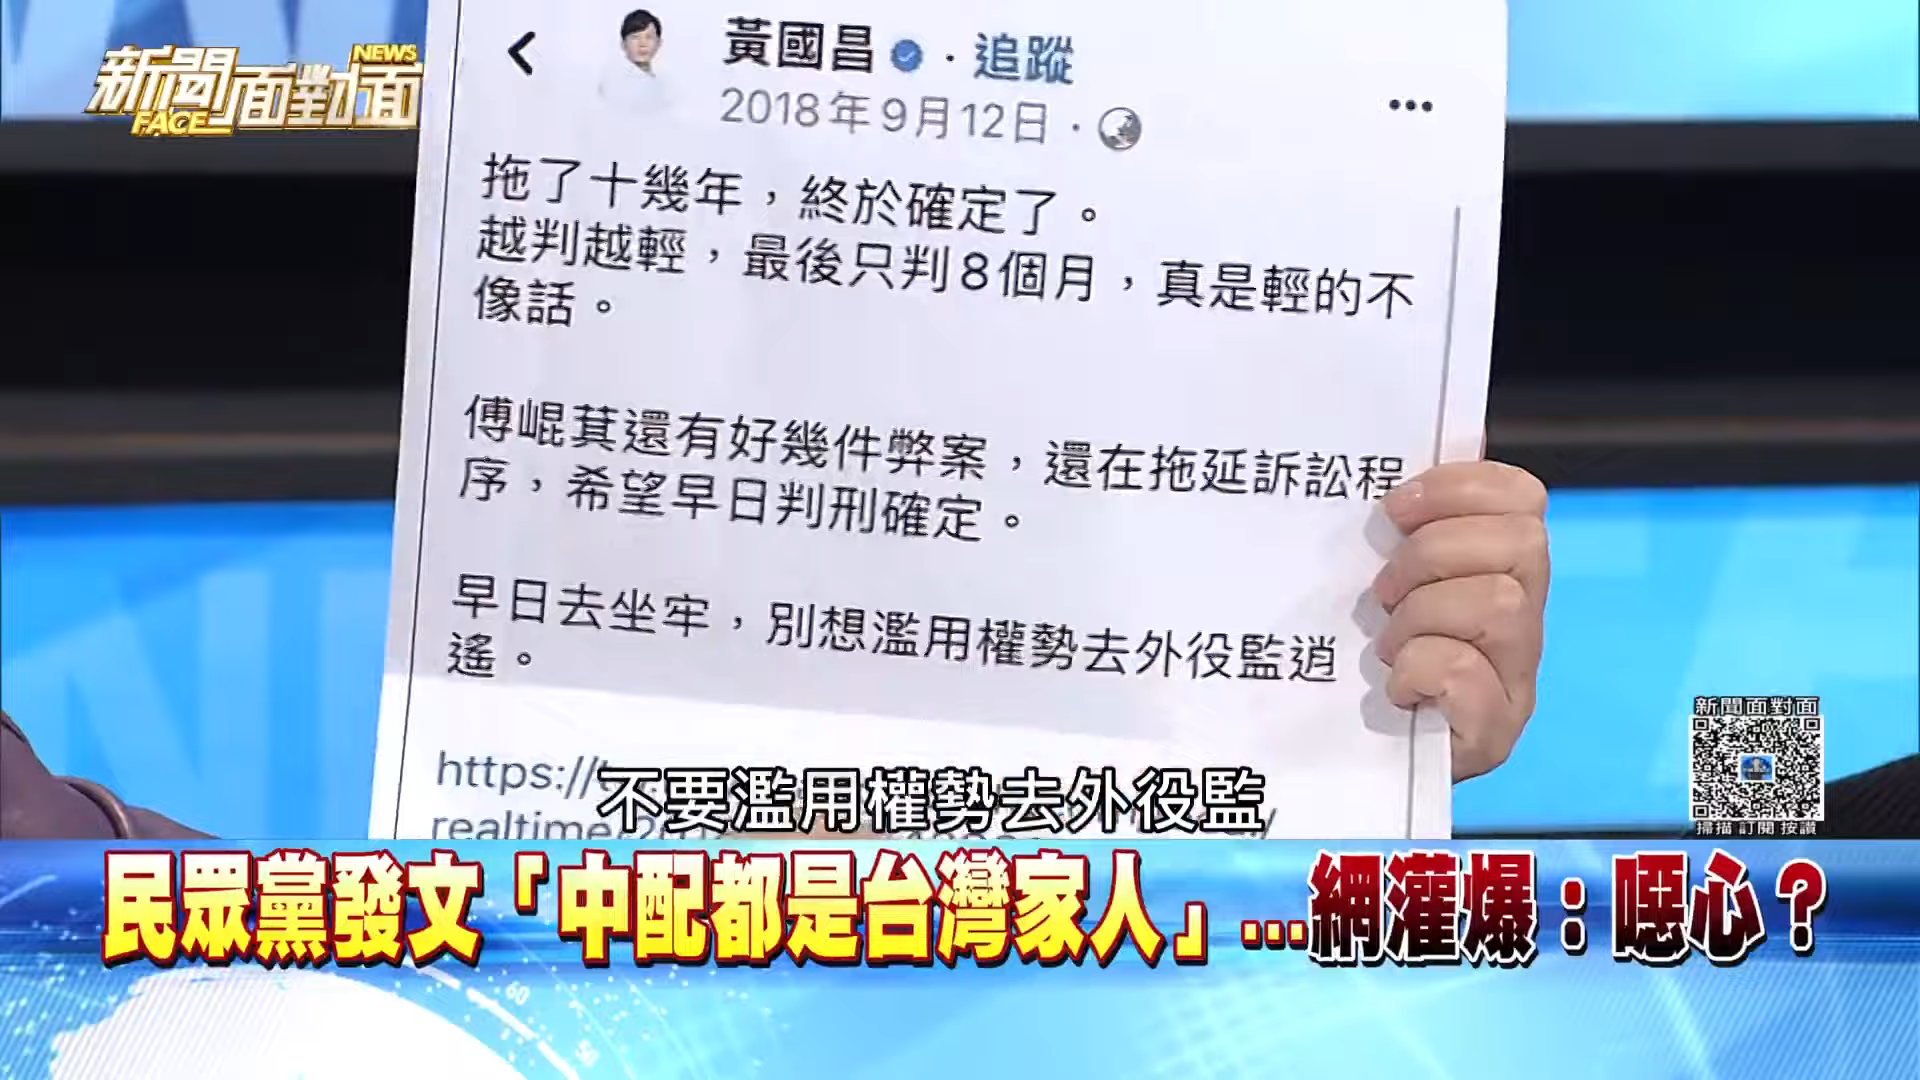 新聞面對面
NEWS
FACE
黃國昌 · 追蹤
2018年9月12日 ·
拖了十幾年，終於確定了。
越判越輕，最後只判8個月，真是輕的不
像話。
傅崐萁還有好幾件弊案，還在拖延訴訟程
序，希望早日判刑確定。
早日去坐牢，別想濫用權勢去外役監逍
遙。
https://t
realtime/20
不要濫用權勢去外役監
新聞面對面
掃描 訂閱 按讚
民眾黨發文「中配都是台灣家人」...網灌爆：噁心？
60
50